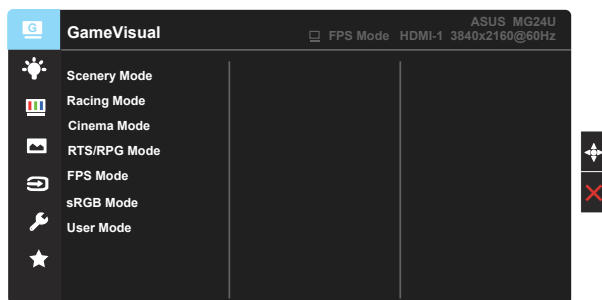 G
GameVisual
ASUS MG24U
FPS Mode HDMI-1 3840x2160@60Hz
Scenery Mode
Racing Mode
Cinema Mode
RTS/RPG Mode
FPS Mode
sRGB Mode
User Mode